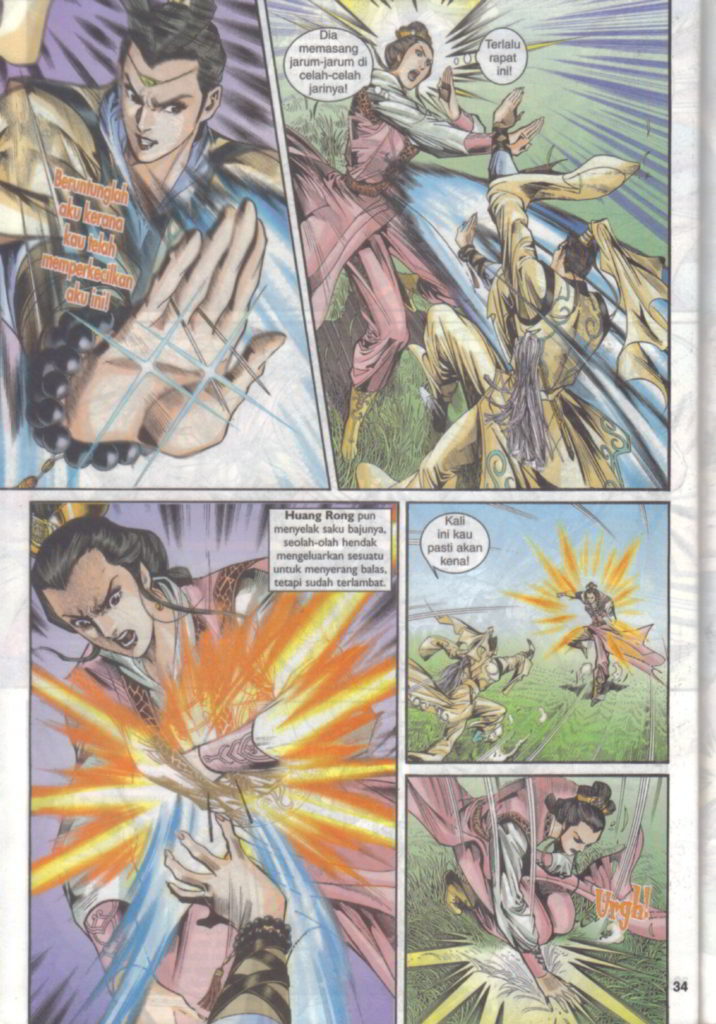 Beruntunglah
aku kerana
kau telah
memperkecilkan
aku ini!
Dia
memasang
jarum-jarum di
celah-celah
jarinya!
Terlalu
rapat
ini!
Huang Rong pun
menyelak saku bajunya,
seolah-olah hendak
mengeluarkan sesuatu
untuk menyerang balas,
tetapi sudah terlambat.
Kali
ini kau
pasti akan
kena!
Urgh!
34